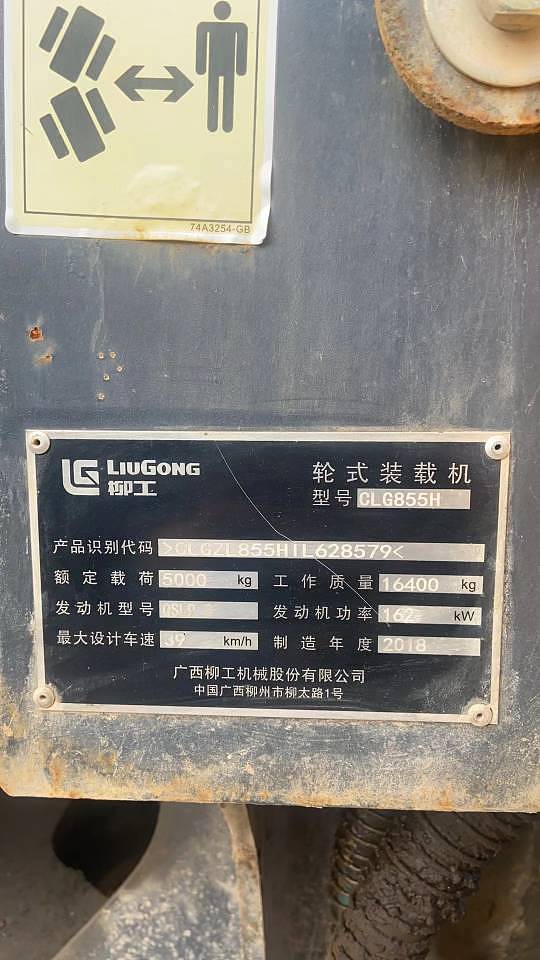 74A3254-GB
LIUGONG
柳工
轮式装载机
型号 CLG855H
产品识别代码 >CLGZL855HIL628579<
额定载荷 5000 kg 工作质量 16400 kg
发动机型号 发动机功率 162 kW
最大设计车速 39 km/h 制造年度 2018
广西柳工机械股份有限公司
中国广西柳州市柳太路1号